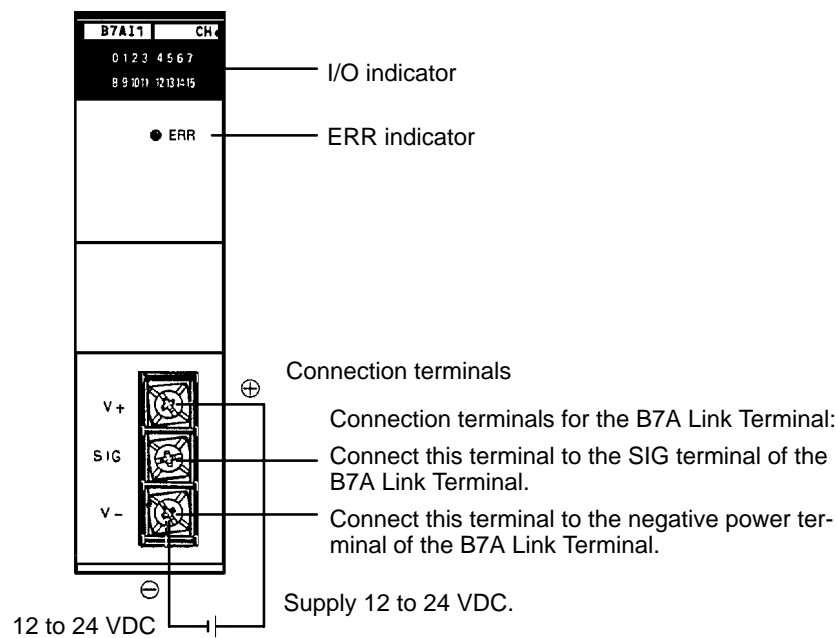 B7AI1 CH
0 1 2 3 4 5 6 7
8 9 10 11 12 13 14 15
I/O indicator
ERR
ERR indicator
Connection terminals
⊕
V +
Connection terminals for the B7A Link Terminal:
SIG
Connect this terminal to the SIG terminal of the
B7A Link Terminal.
V –
Connect this terminal to the negative power ter-
minal of the B7A Link Terminal.
⊖
Supply 12 to 24 VDC.
12 to 24 VDC